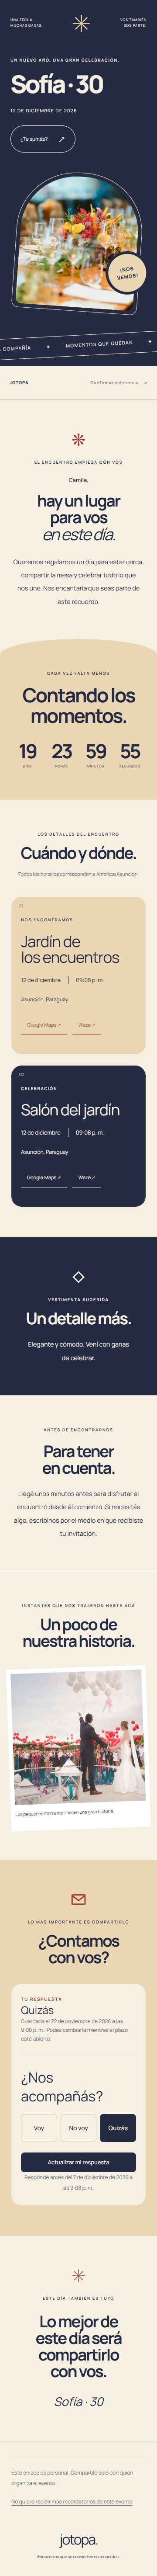 UNA FECHA.
MUCHAS GANAS.
VOS TAMBIÉN
SOS PARTE.
UN NUEVO AÑO. UNA GRAN CELEBRACIÓN.
Sofía · 30
12 DE DICIEMBRE DE 2026
¿Te sumás? ↗
¡NOS
VEMOS!
COMPAÑÍA ✦ MOMENTOS QUE QUEDAN ✦
JOTOPA
Confirmar asistencia ↗
EL ENCUENTRO EMPIEZA CON VOS
Camila,
hay un lugar
para vos
en este día.
Queremos regalarnos un día para estar cerca,
compartir la mesa y celebrar todo lo que
nos une. Nos encantaría que seas parte de
este recuerdo.
CADA VEZ FALTA MENOS
Contando los
momentos.
19 23 59 55
DÍAS HORAS MINUTOS SEGUNDOS
LOS DETALLES DEL ENCUENTRO
Cuándo y dónde.
Todos los horarios corresponden a America/Asuncion.
01
NOS ENCONTRAMOS
Jardín de
los encuentros
12 de diciembre | 09:08 p. m.
Asunción, Paraguay
Google Maps ↗ Waze ↗
02
CELEBRACIÓN
Salón del jardín
12 de diciembre | 09:08 p. m.
Asunción, Paraguay
Google Maps ↗ Waze ↗
VESTIMENTA SUGERIDA
Un detalle más.
Elegante y cómodo. Vení con ganas
de celebrar.
ANTES DE ENCONTRARNOS
Para tener
en cuenta.
Llegá unos minutos antes para disfrutar el
encuentro desde el comienzo. Si necesitás
algo, escribinos por el medio en que recibiste
tu invitación.
INSTANTES QUE NOS TRAJERON HASTA ACÁ
Un poco de
nuestra historia.
Los pequeños momentos hacen una gran historia.
LO MÁS IMPORTANTE ES COMPARTIRLO
¿Contamos
con vos?
TU RESPUESTA
Quizás
Guardada el 22 de noviembre de 2026 a las
9:08 p. m.. Podés cambiarla mientras el plazo
esté abierto.
¿Nos
acompañás?
Voy No voy Quizás
Actualizar mi respuesta
Respondé antes del 7 de diciembre de 2026 a
las 9:08 p. m..
ESTE DÍA TAMBIÉN ES TUYO
Lo mejor de
este día será
compartirlo
con vos.
Sofía · 30
Este enlace es personal. Compartilo solo con quien
organiza el evento.
No quiero recibir más recordatorios de este evento
jotopa.
Encuentros que se convierten en recuerdos.